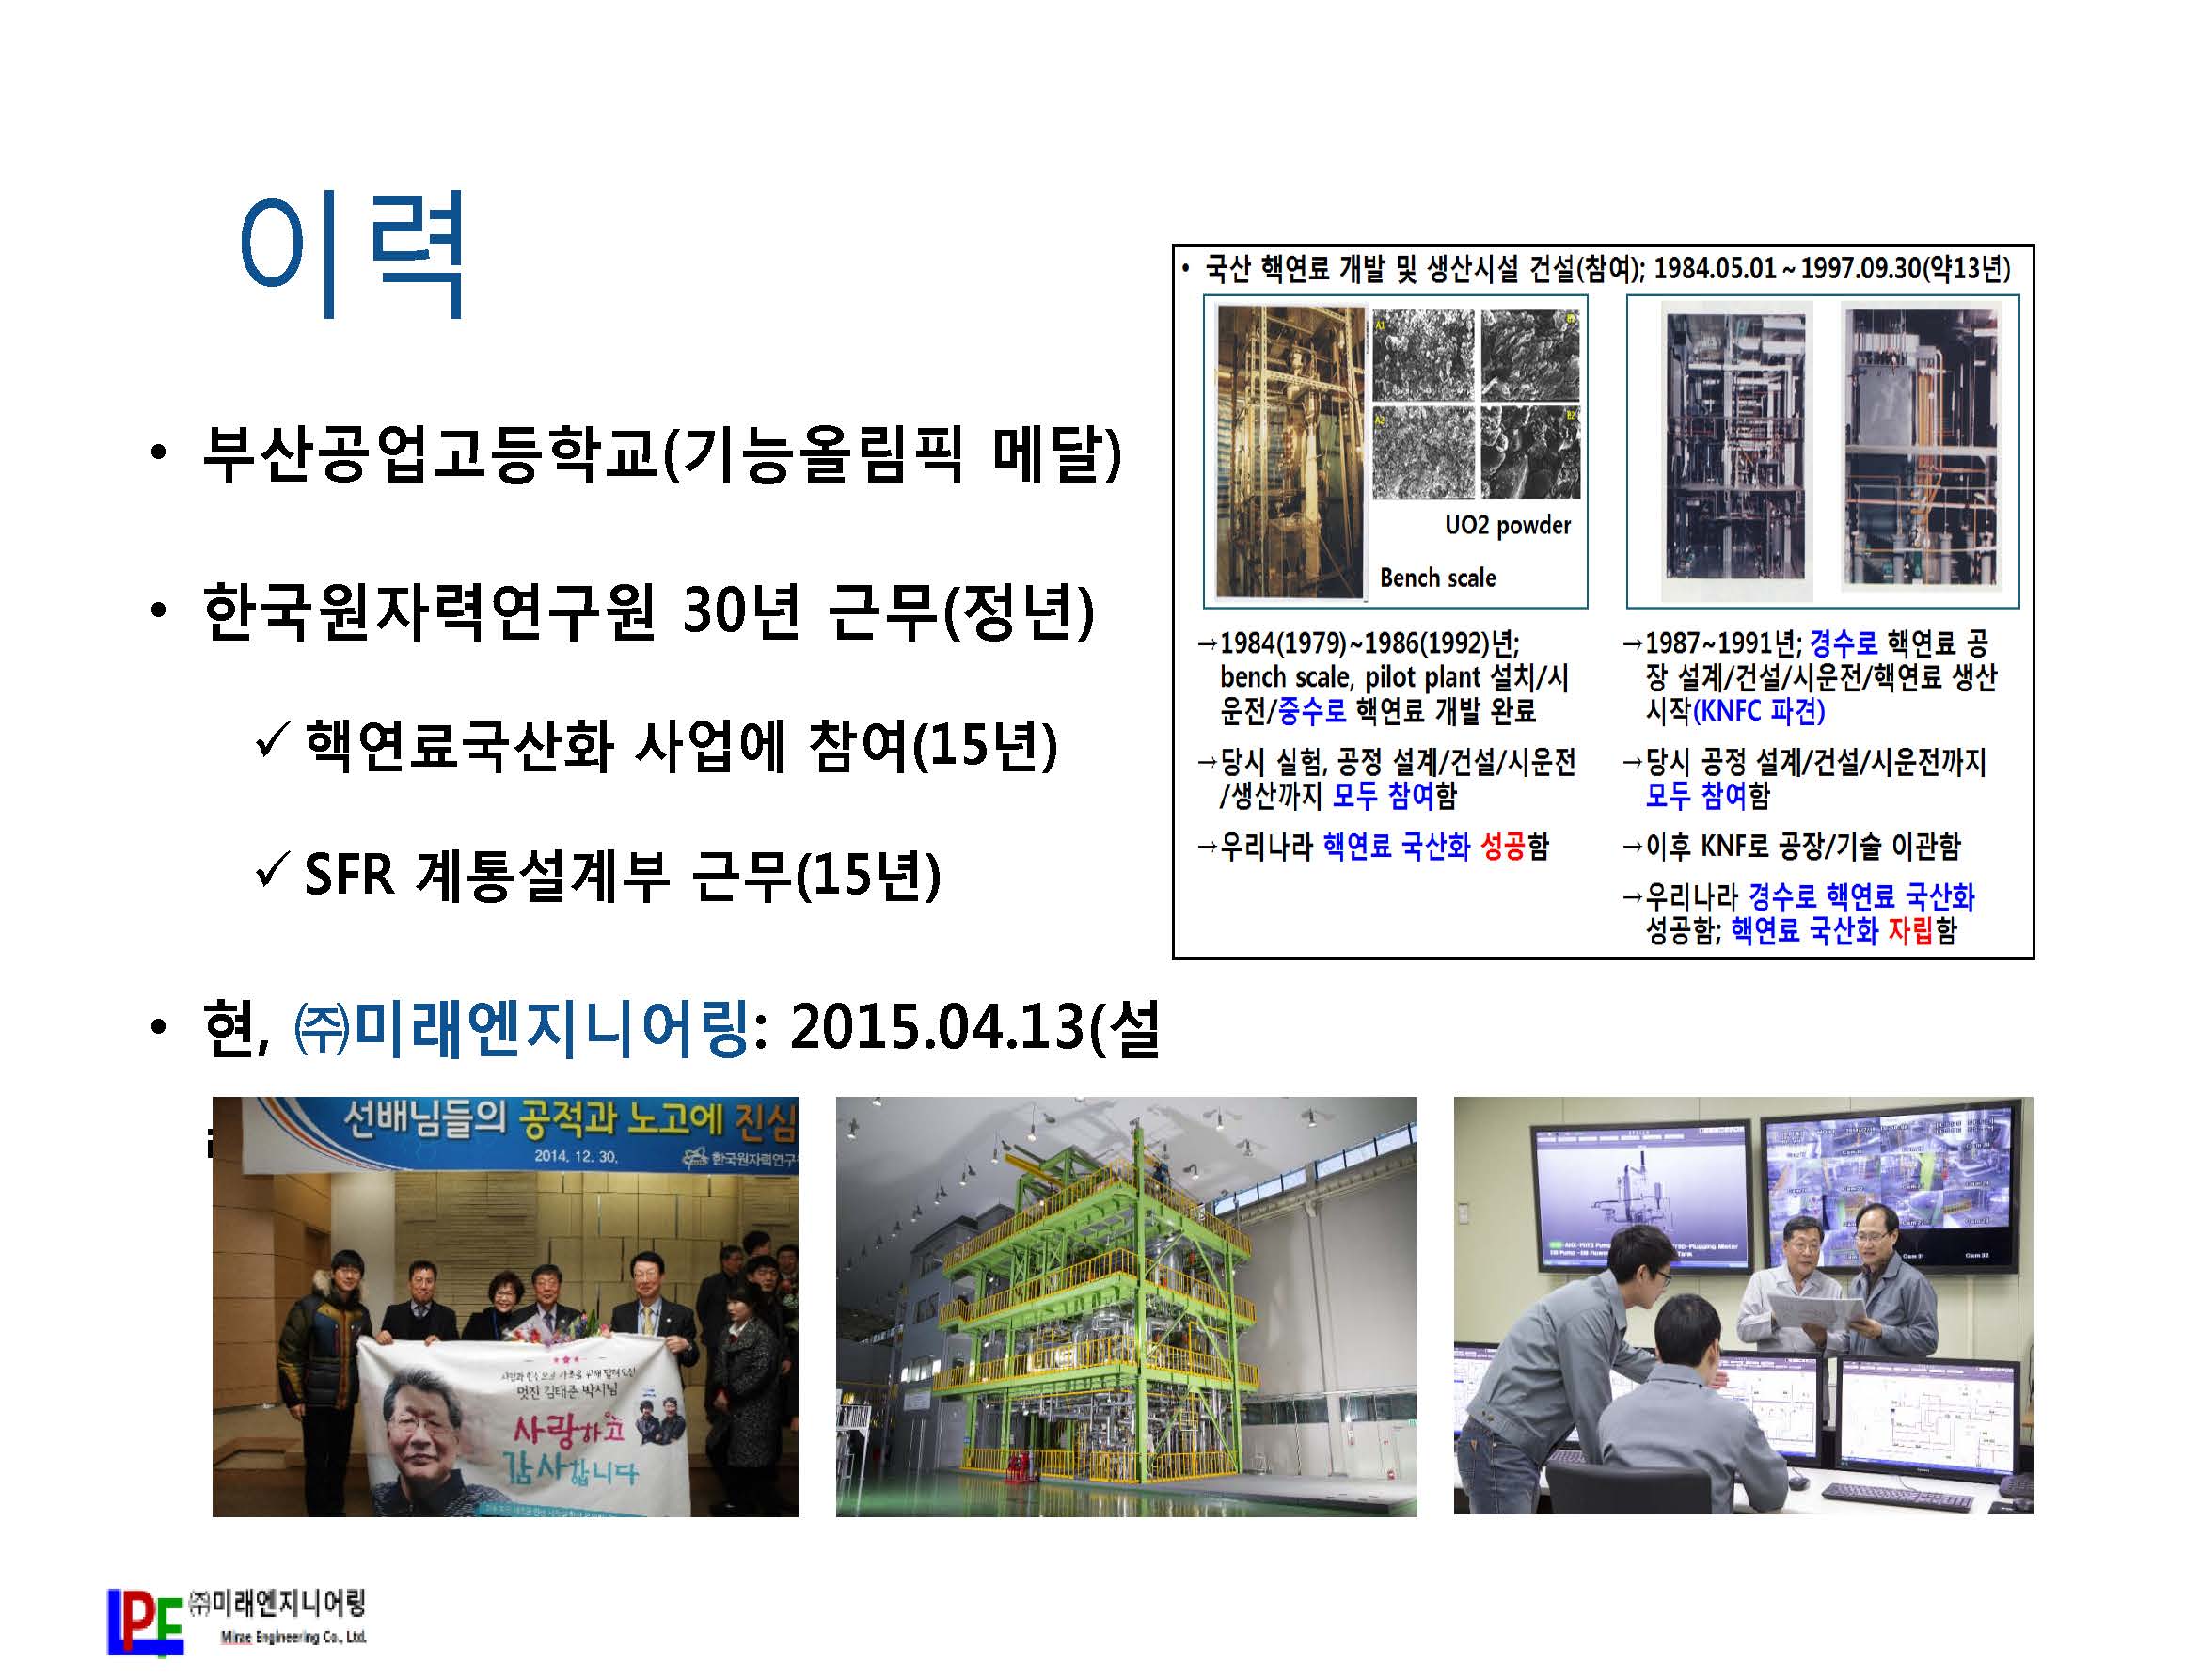 이력
• 부산공업고등학교(기능올림픽 메달)
• 한국원자력연구원 30년 근무(정년)
✓ 핵연료국산화 사업에 참여(15년)
✓ SFR 계통설계부 근무(15년)
• 현, ㈜미래엔지니어링: 2015.04.13(설
• 국산 핵연료 개발 및 생산시설 건설(참여); 1984.05.01 ~ 1997.09.30(약13년)
A1
B1
A2
B2
UO2 powder
Bench scale
→1984(1979)~1986(1992)년;
bench scale, pilot plant 설치/시
운전/중수로 핵연료 개발 완료
→당시 실험, 공정 설계/건설/시운전
/생산까지 모두 참여함
→우리나라 핵연료 국산화 성공함
→1987~1991년; 경수로 핵연료 공
장 설계/건설/시운전/핵연료 생산
시작(KNFC 파견)
→당시 공정 설계/건설/시운전까지
모두 참여함
→이후 KNF로 공장/기술 이관함
→우리나라 경수로 핵연료 국산화
성공함; 핵연료 국산화 자립함
선배님들의 공적과 노고에 진심
2014. 12. 30.
한국원자력연구
멋진 김태준 박사님
사랑하고
감사합니다
LPE
㈜미래엔지니어링
Mirae Engineering Co., Ltd.